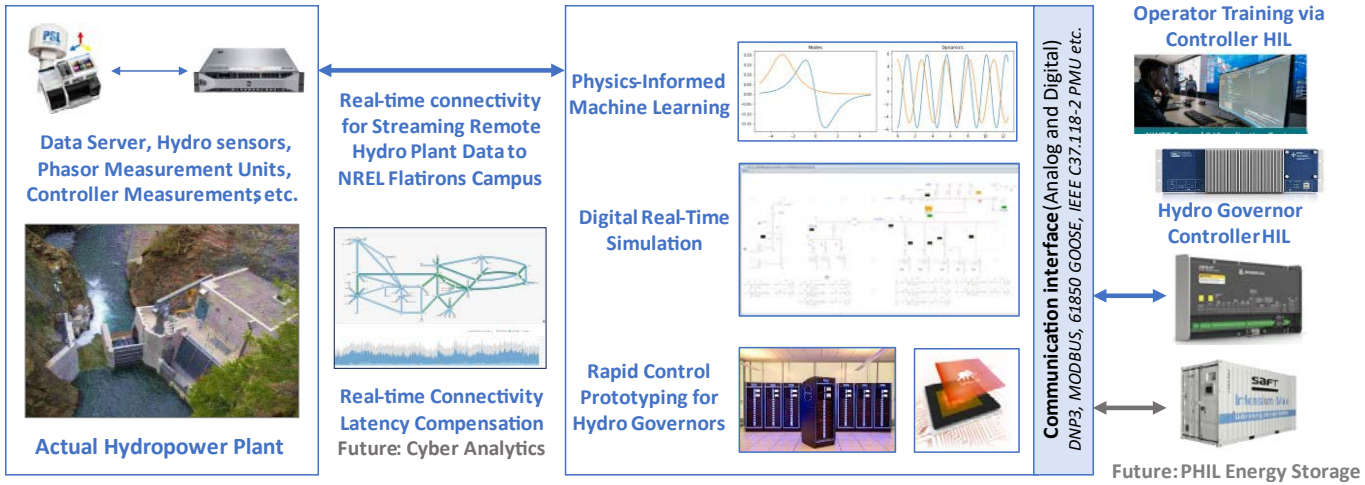 PSL
Data Server, Hydro sensors,
Phasor Measurement Units,
Controller Measurements, etc.
Actual Hydropower Plant
Real-time connectivity
for Streaming Remote
Hydro Plant Data to
NREL Flatirons Campus
Real-time Connectivity
Latency Compensation
Future: Cyber Analytics
Physics-Informed
Machine Learning
Modes
Dynamics
Digital Real-Time
Simulation
Rapid Control
Prototyping for
Hydro Governors
Communication interface(Analog and Digital)
DNP3, MODBUS, 61850 GOOSE, IEEE C37.118-2 PMU etc.
Operator Training via
Controller HIL
Hydro Governor
Controller HIL
SAFT
Intensium Max
Future: PHIL Energy Storage